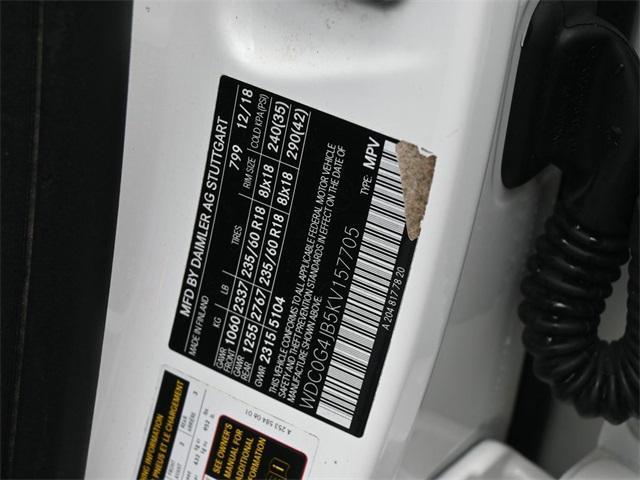 MFD BY DAIMLER AG STUTTGART
MADE IN FINLAND 799 12/18
KG LB TIRES RIM SIZE COLD KPA(PSI)
GAWR FRONT 1060 2337 235/60 R18 8Jx18 240(35)
GAWR REAR 1255 2767 235/60 R18 8Jx18 290(42)
GVWR 2315 5104
THIS VEHICLE CONFORMS TO ALL APPLICABLE FEDERAL MOTOR VEHICLE
SAFETY AND THEFT PREVENTION STANDARDS IN EFFECT ON THE DATE OF
MANUFACTURE SHOWN ABOVE.
WDC0G4JB5KV157705 TYPE: MPV
A 204 817 78 20
A 253 584 06 01
SEE OWNER'S
MANUAL FOR
ADDITIONAL